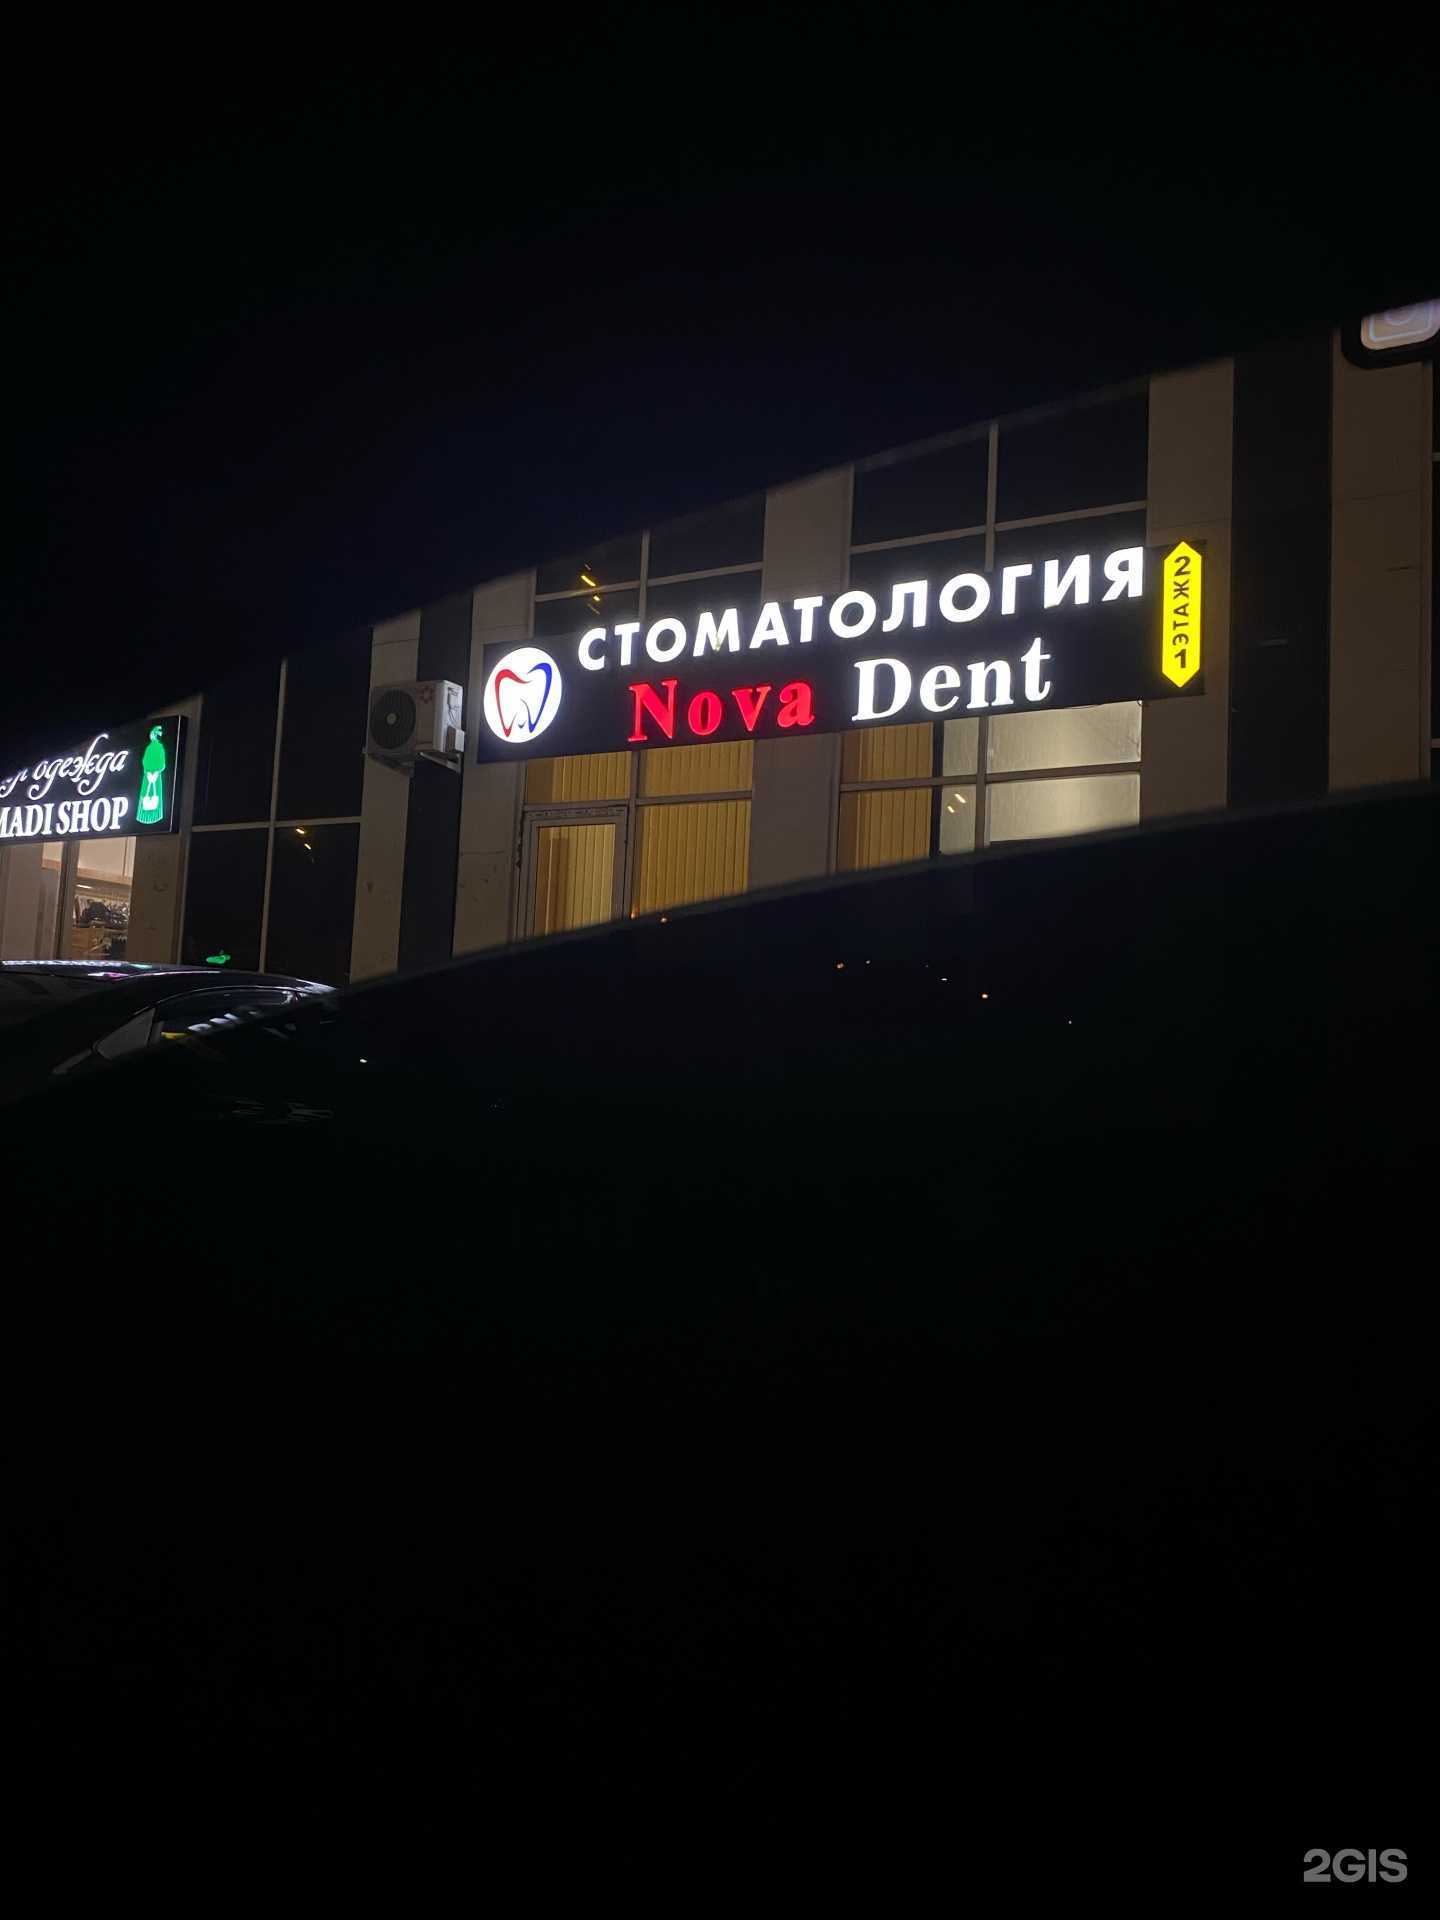 СТОМАТОЛОГИЯ
Nova Dent
2
ЭТАЖ
1
одежда
MADI SHOP
2GIS